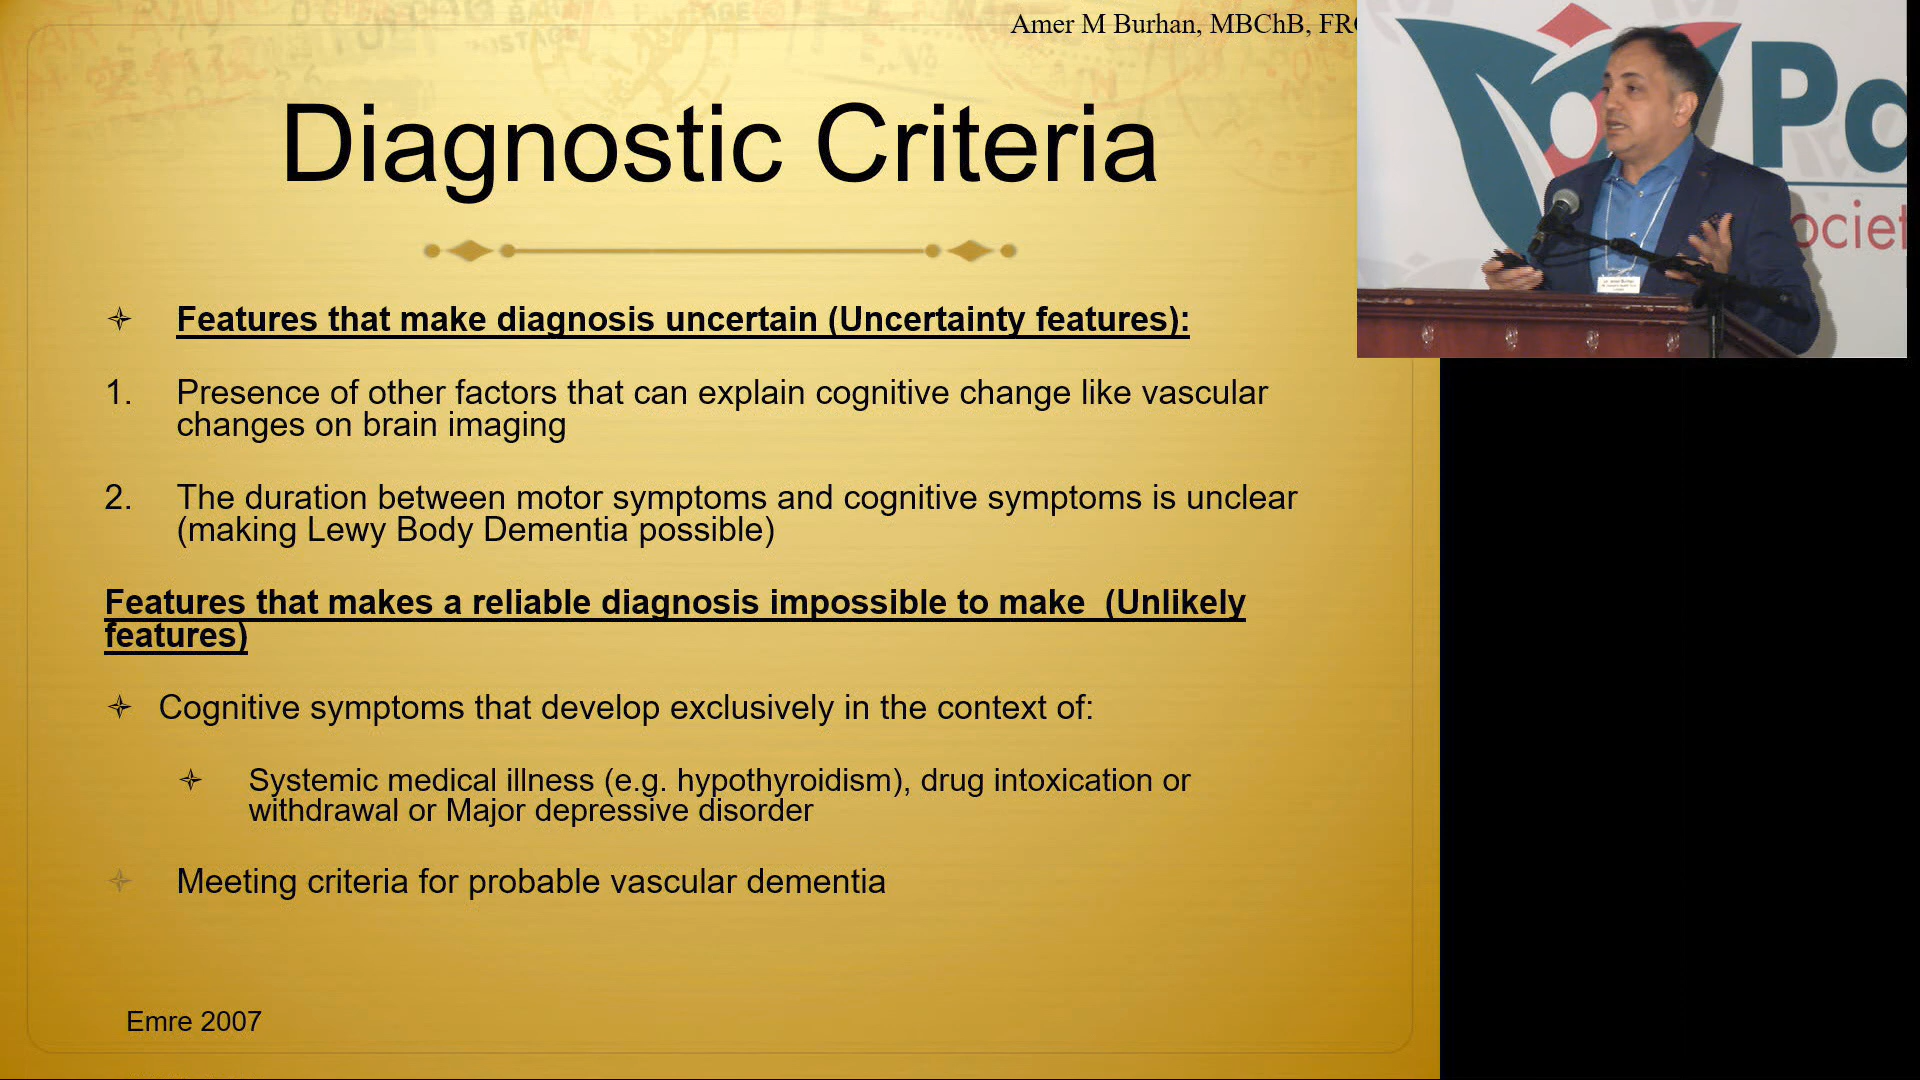 Amer M Burhan, MBChB,
Diagnostic Criteria
Features that make diagnosis uncertain (Uncertainty features):
1. Presence of other factors that can explain cognitive change like vascular
changes on brain imaging
2. The duration between motor symptoms and cognitive symptoms is unclear
(making Lewy Body Dementia possible)
Features that makes a reliable diagnosis impossible to make (Unlikely
features)
Cognitive symptoms that develop exclusively in the context of:
Systemic medical illness (e.g. hypothyroidism), drug intoxication or
withdrawal or Major depressive disorder
Meeting criteria for probable vascular dementia
Emre 2007